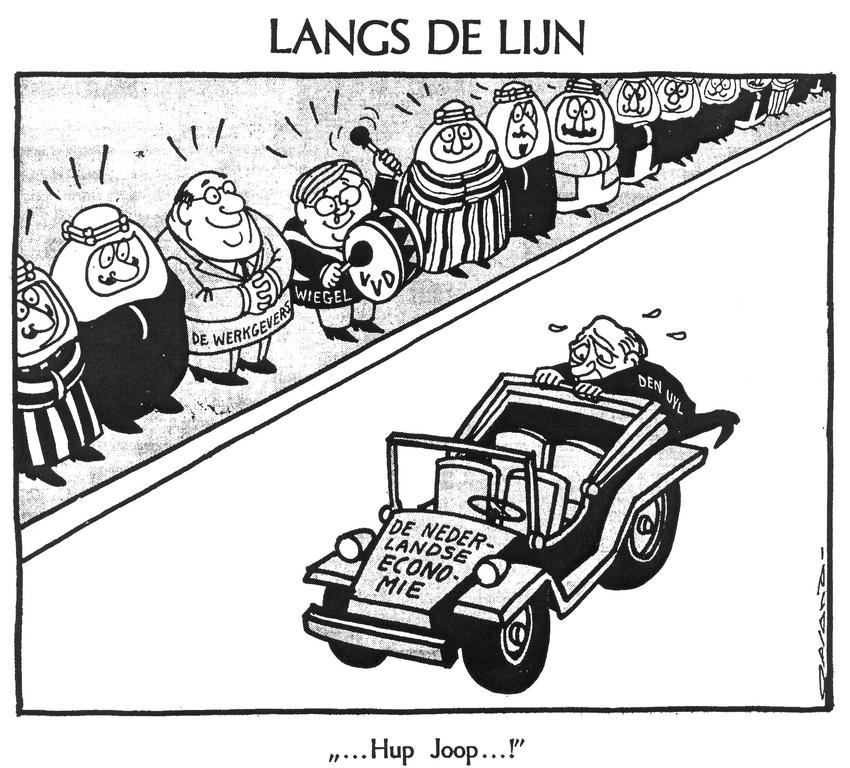 LANGS DE LIJN
DE WERKGEVERS
WIEGEL
VVD
DEN UYL
DE NEDER-
LANDSE
ECONO-
MIE
„...Hup Joop...!”